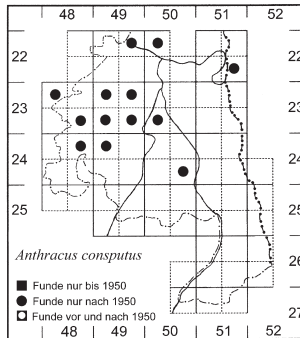 48 49 50 51 52
22 22
23 23
24 24
25 25
26
Anthracus consputus
Funde nur bis 1950
Funde nur nach 1950
Funde vor und nach 1950
27
48 49 50 51 52